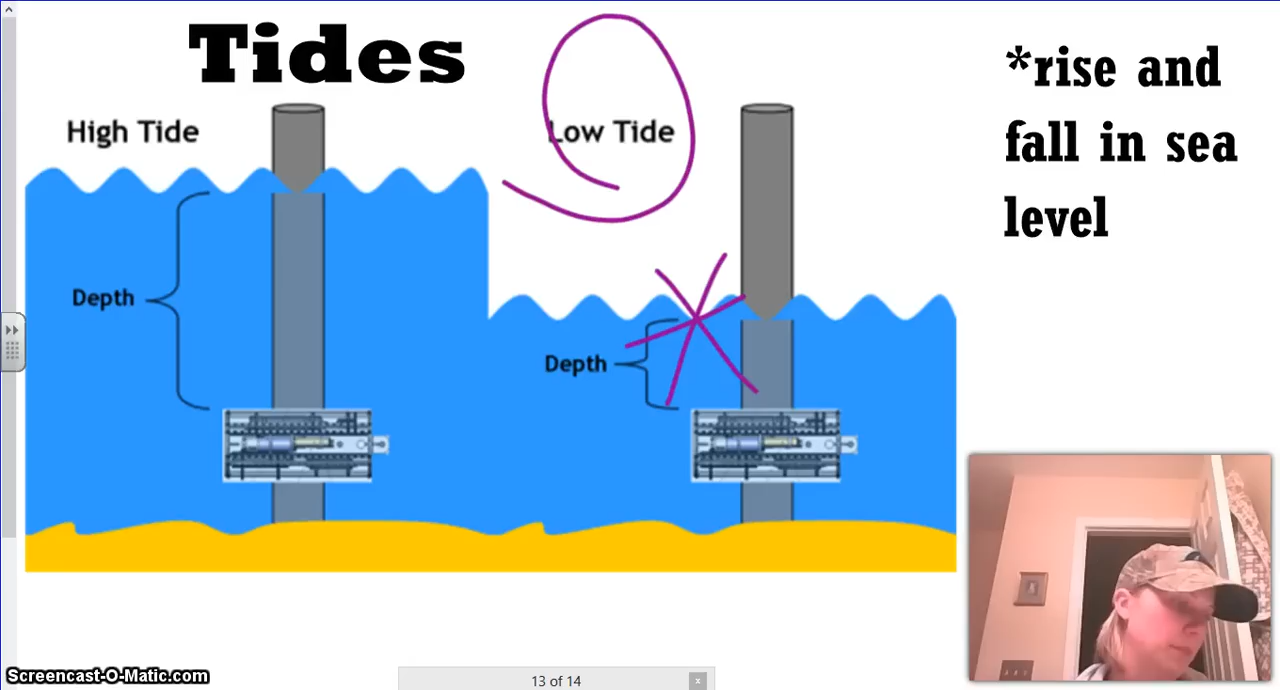 Tides
High Tide
Low Tide
*rise and
fall in sea
level
Depth
Depth
Screencast-O-Matic.com
13 of 14
x